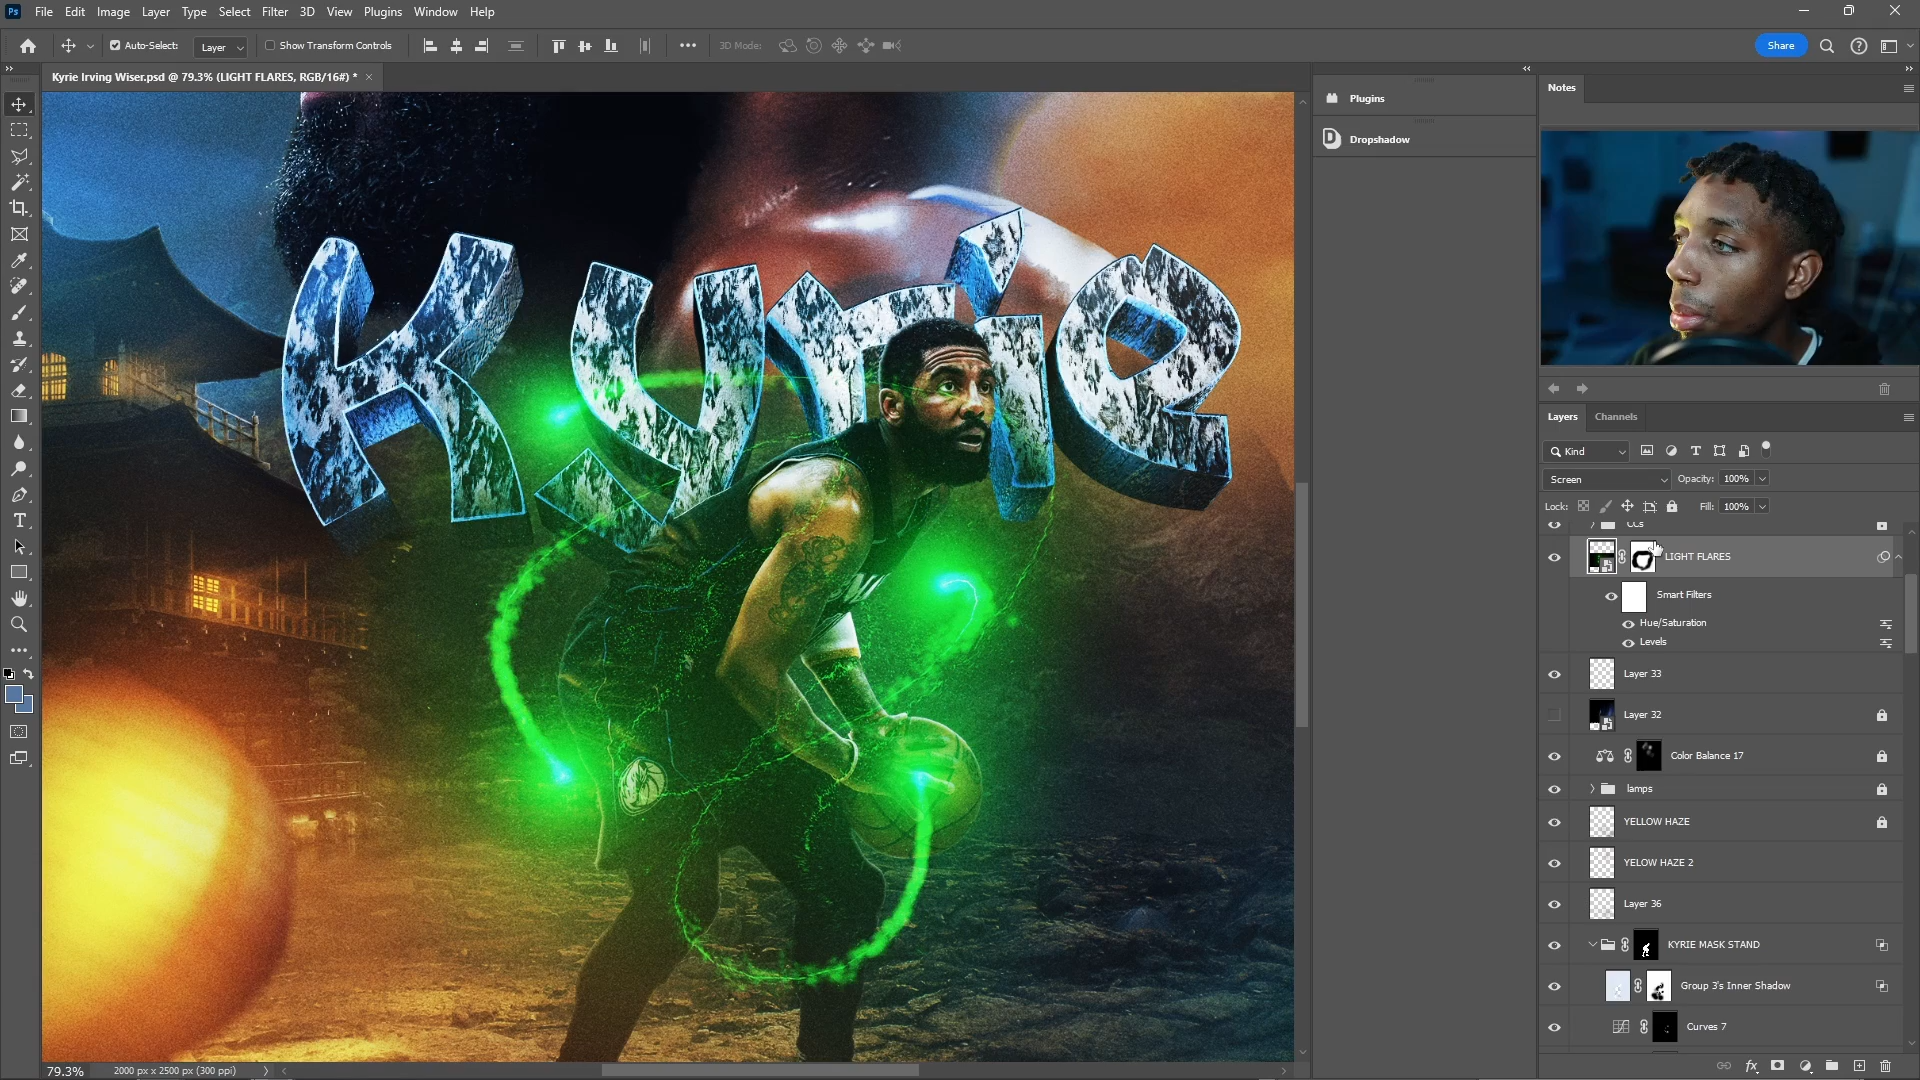 Ps File Edit Image Layer Type Select Filter 3D View Plugins Window Help
Auto-Select: Layer Show Transform Controls 3D Mode: Share
Kyrie Irving Wiser.psd @ 79.3% (LIGHT FLARES, RGB/16#) *
Plugins
Dropshadow
Notes
Kyrie
Layers Channels
Kind
Screen Opacity: 100%
Lock: Fill: 100%
CCs
LIGHT FLARES
Smart Filters
Hue/Saturation
Levels
Layer 33
Layer 32
Color Balance 17
lamps
YELLOW HAZE
YELOW HAZE 2
Layer 36
KYRIE MASK STAND
Group 3's Inner Shadow
Curves 7
79.3% 2000 px x 2500 px (300 ppi)